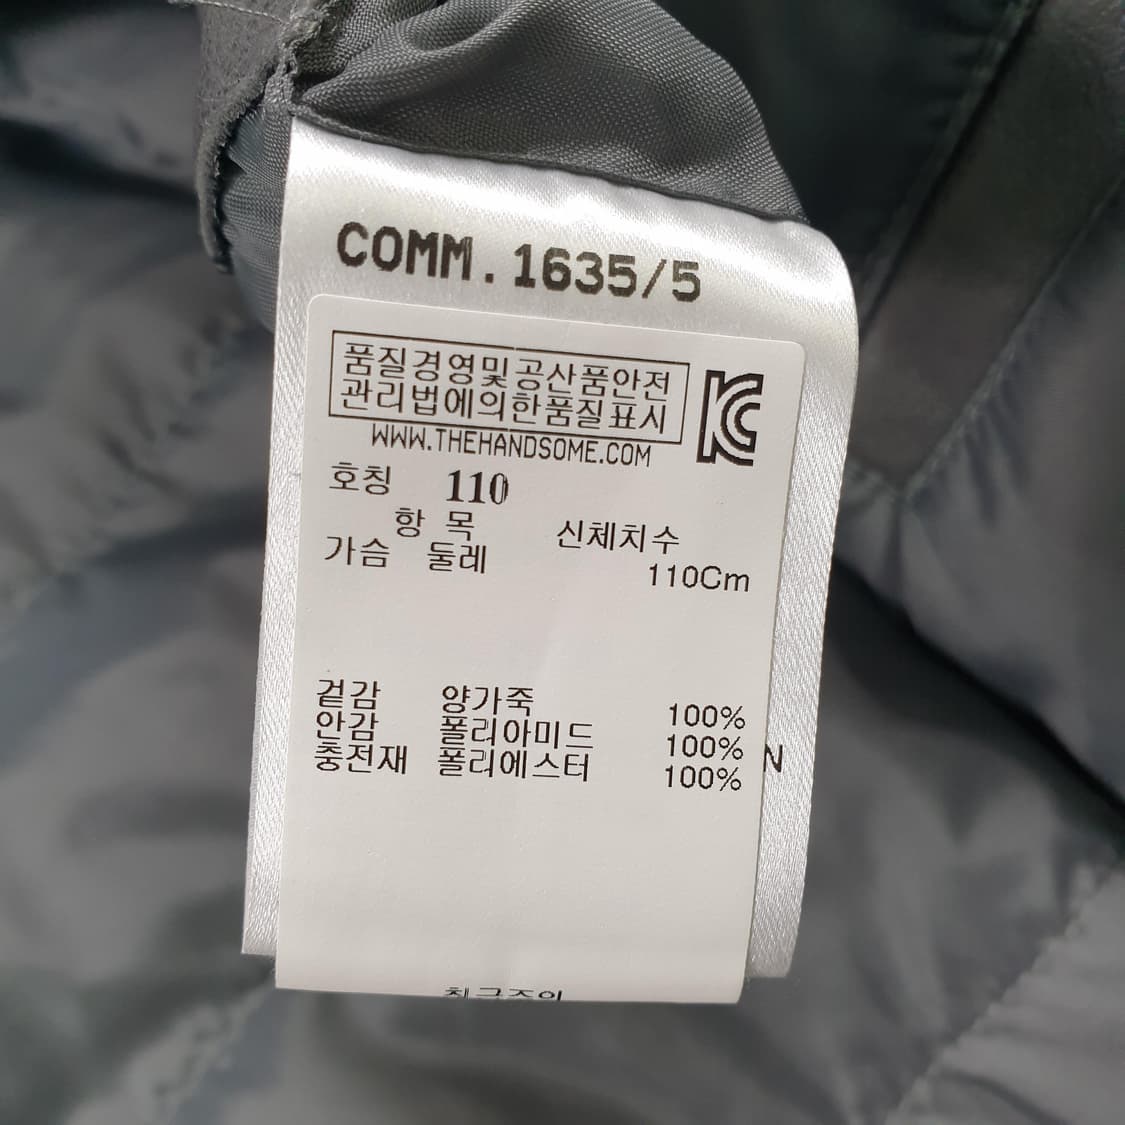 COMM.1635/5
품질경영및공산품안전
관리법에의한품질표시
KC
WWW.THEHANDSOME.COM
호칭 110
항 목 신체치수
가슴 둘레 110Cm
겉감 양가죽 100%
안감 폴리아미드 100%
충전재 폴리에스터 100%
N